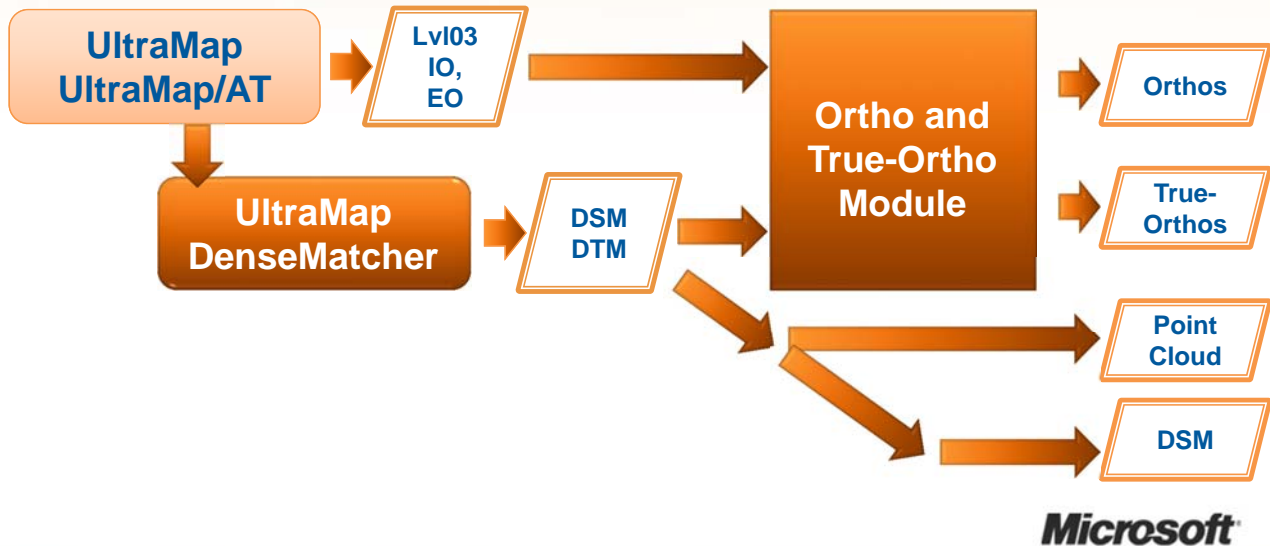 UltraMap
UltraMap/AT
Lvl03
IO,
EO
Ortho and
True-Ortho
Module
Orthos
True-
Orthos
UltraMap
DenseMatcher
DSM
DTM
Point
Cloud
DSM
Microsoft